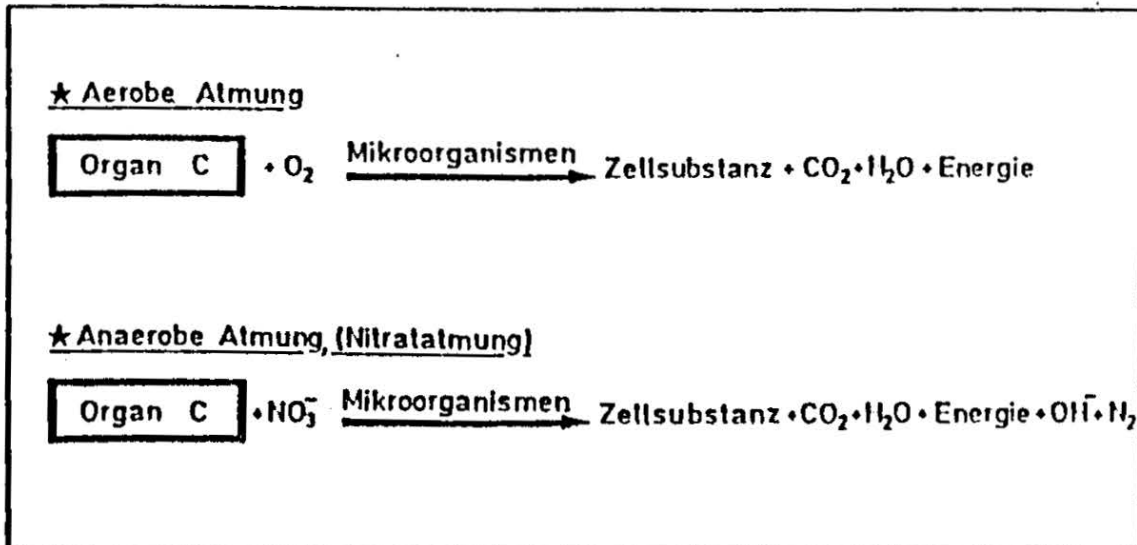 ★ Aerobe Atmung
Organ C + O₂ Mikroorganismen Zellsubstanz + CO₂ + H₂O + Energie
★ Anaerobe Atmung, (Nitratatmung)
Organ C + NO₃⁻ Mikroorganismen Zellsubstanz + CO₂ + H₂O + Energie + OH⁻ + N₂